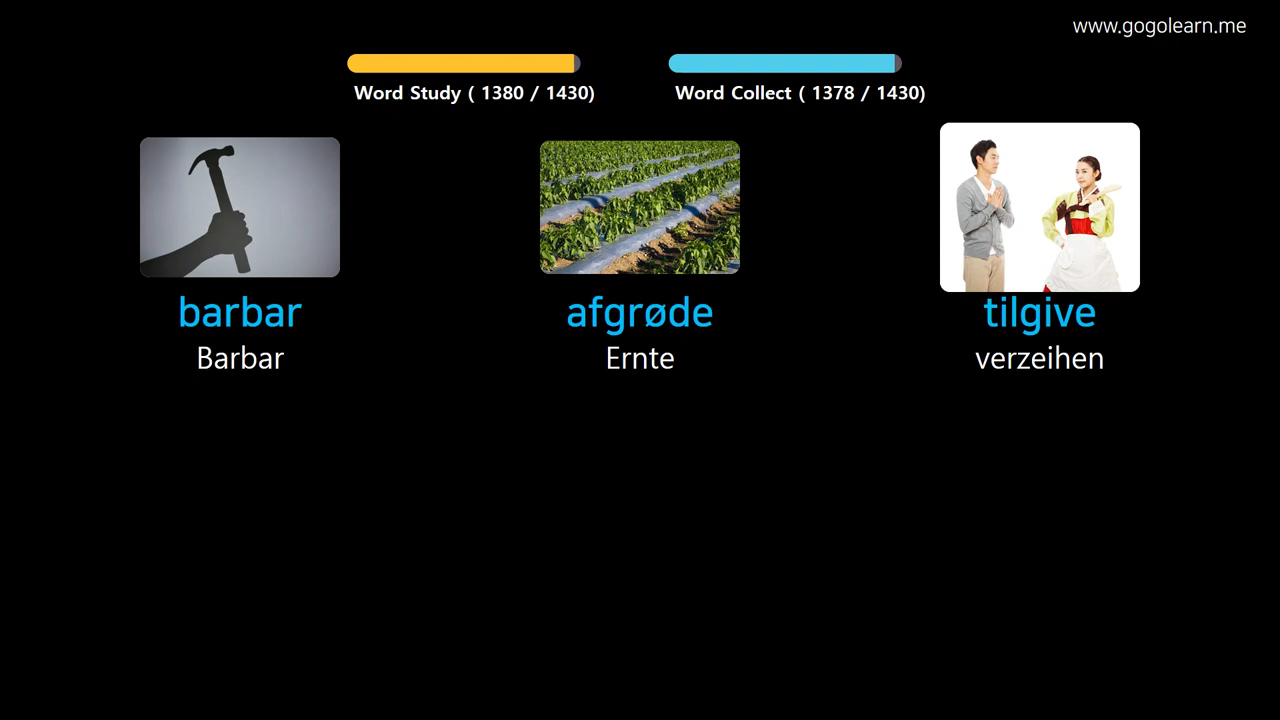 www.gogolearn.me
Word Study ( 1380 / 1430)
Word Collect ( 1378 / 1430)
barbar
Barbar
afgrøde
Ernte
tilgive
verzeihen